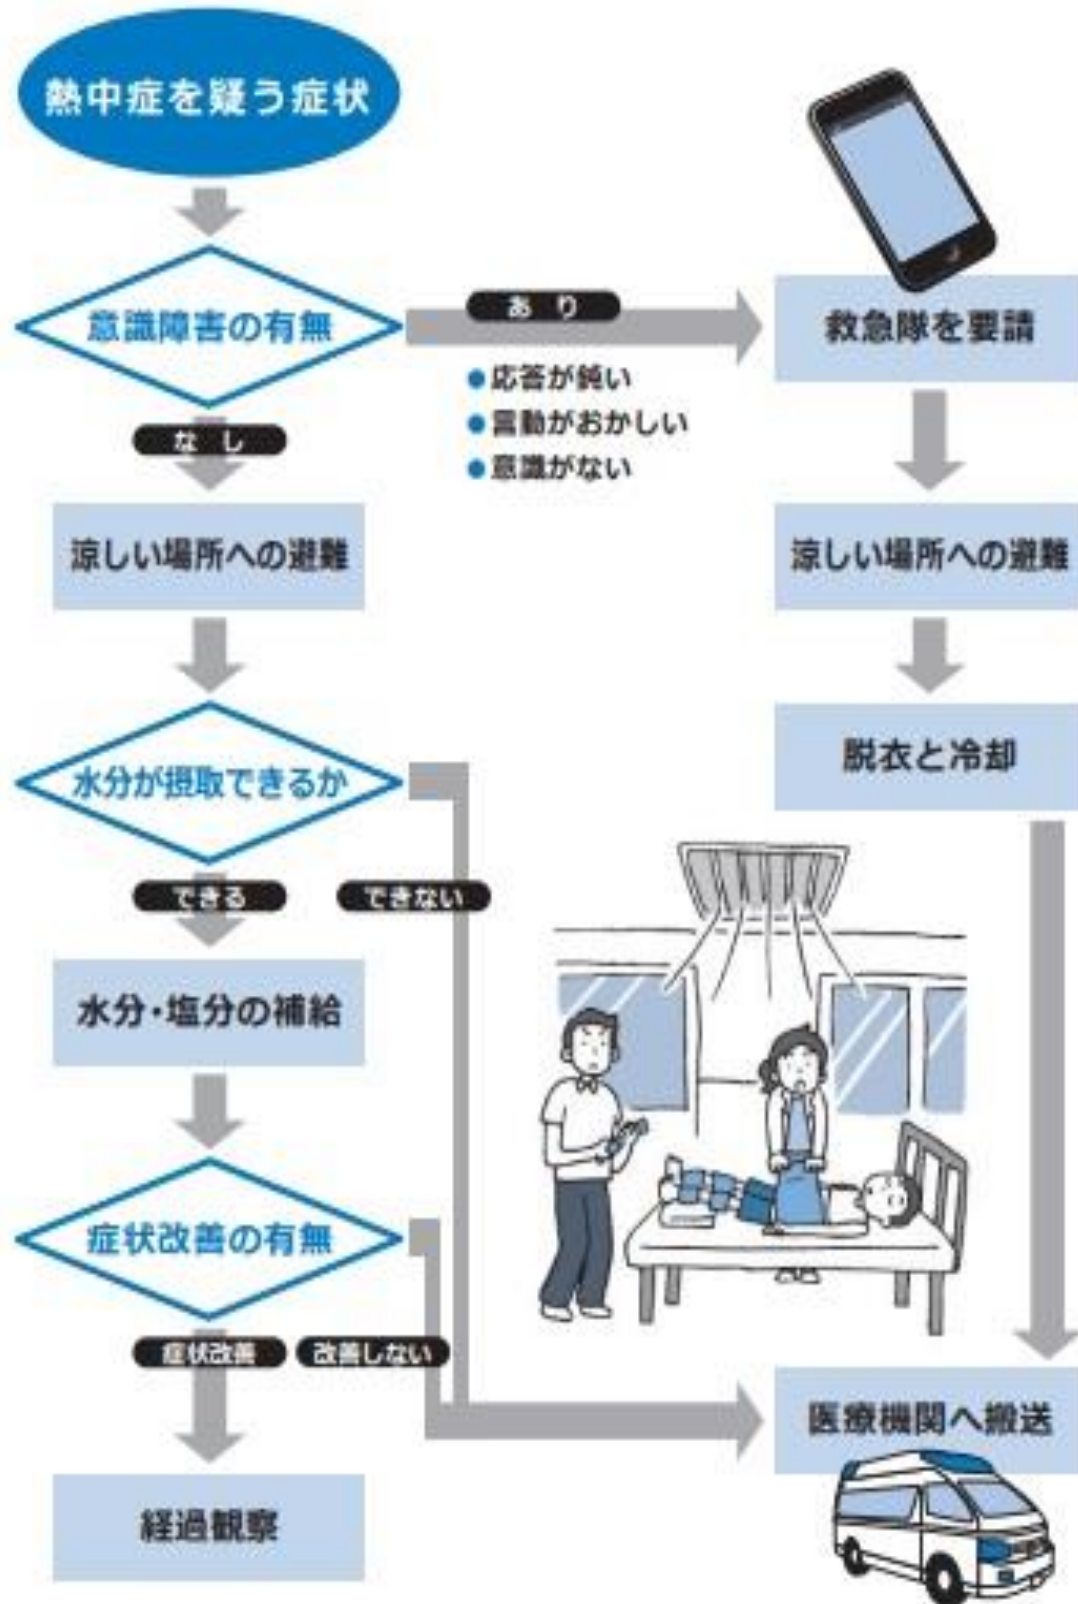 熱中症を疑う症状
意識障害の有無
あり
救急隊を要請
●応答が鈍い
●言動がおかしい
●意識がない
なし
涼しい場所への避難
涼しい場所への避難
水分が摂取できるか
脱衣と冷却
できる
できない
水分・塩分の補給
症状改善の有無
症状改善
改善しない
医療機関へ搬送
経過観察